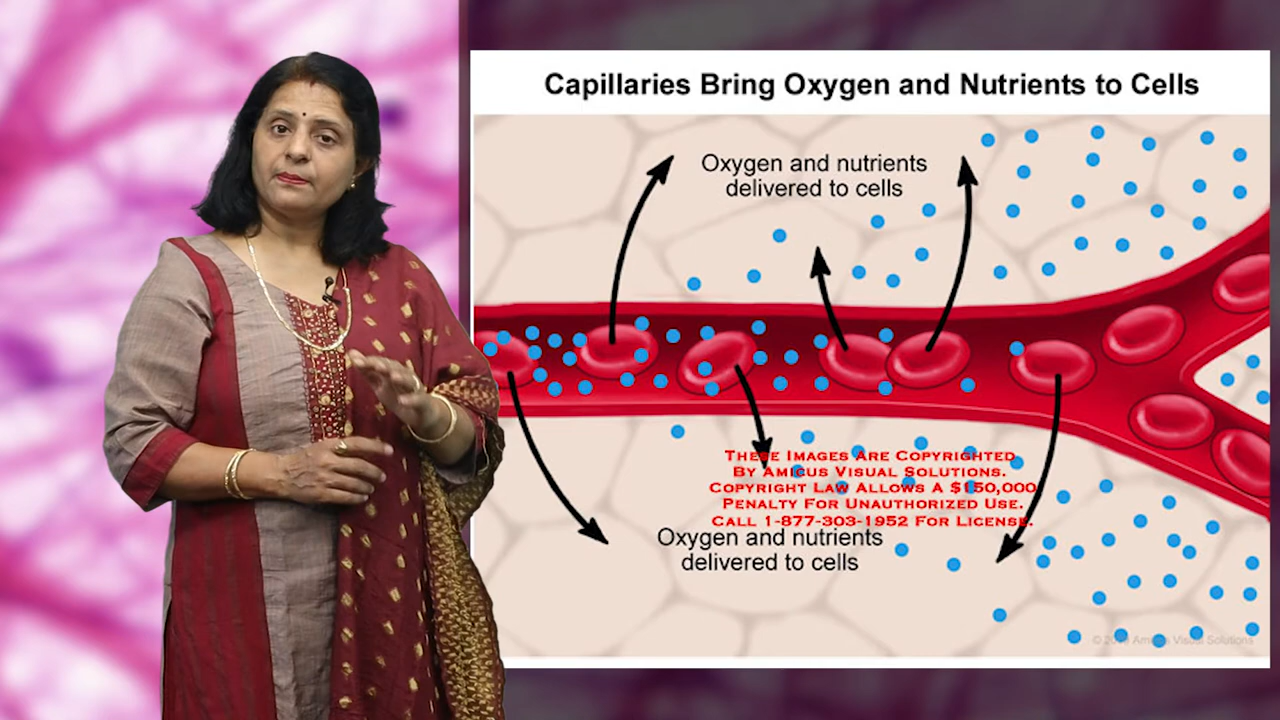 Capillaries Bring Oxygen and Nutrients to Cells
Oxygen and nutrients
delivered to cells
These Images Are Copyrighted
By Amicus Visual Solutions.
Copyright Law Allows A $150,000
Penalty For Unauthorized Use.
Call 1-877-303-1952 For License.
Oxygen and nutrients
delivered to cells
Visual Solutions